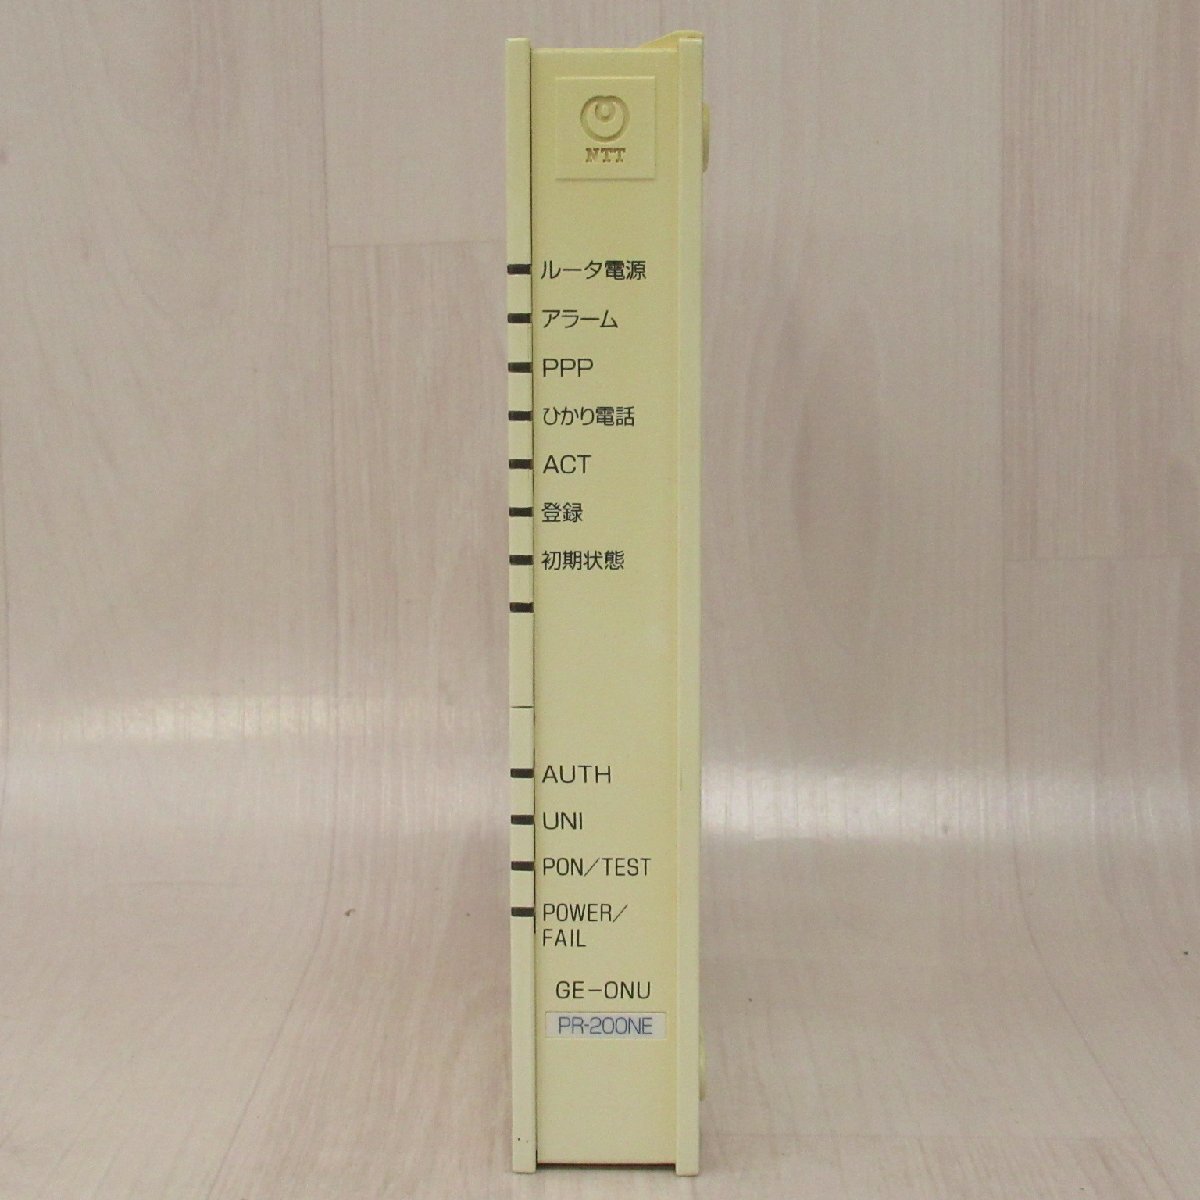 NTT
ルータ電源
アラーム
PPP
ひかり電話
ACT
登録
初期状態
AUTH
UNI
PON/TEST
POWER/
FAIL
GE-ONU
PR-200NE